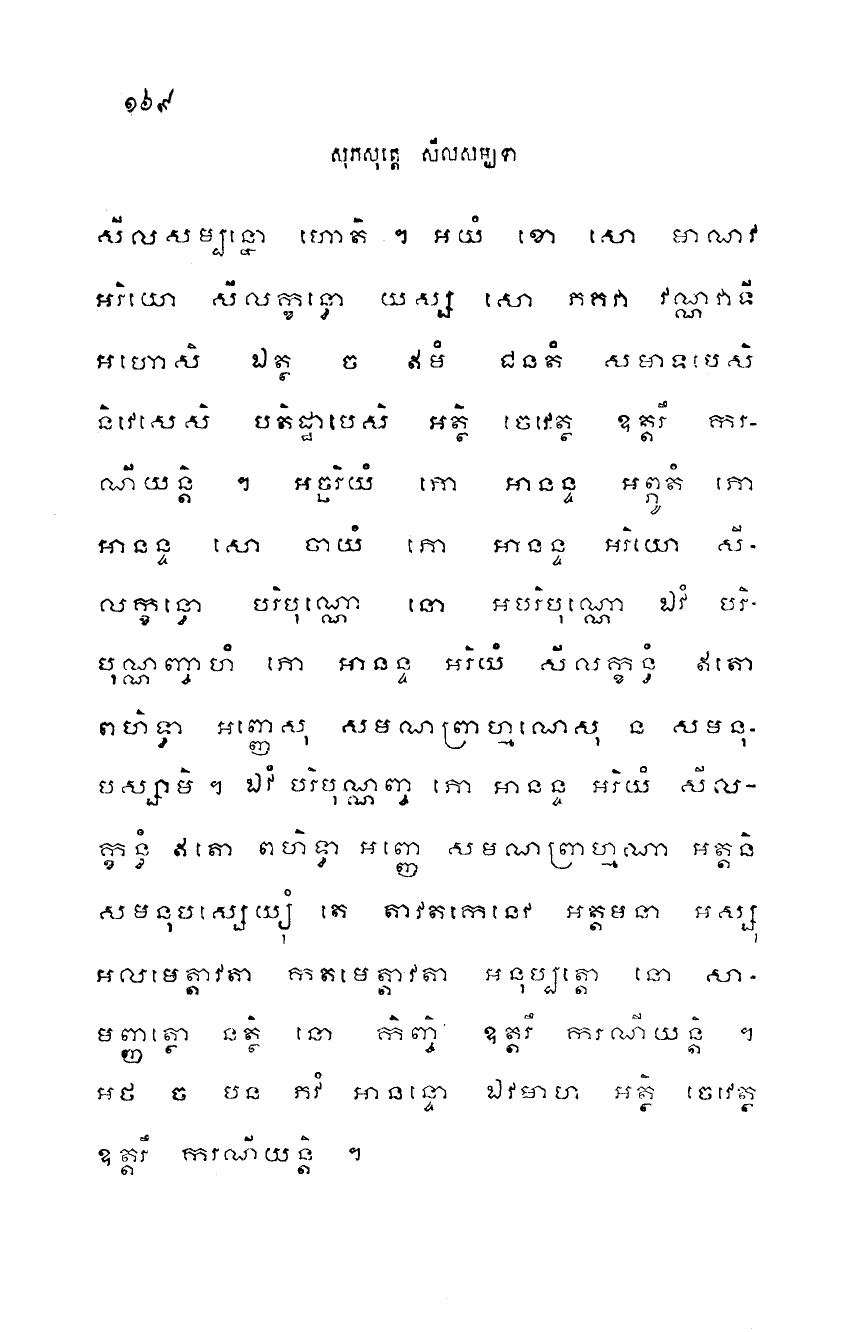 ១៦៩
សុភសុត្តេ សីលសម្បទា
សីលសម្បន្នោ ហោតិ ។ អយំ ខោ សោ មាណវ
អរិយោ សីលក្ខន្ធោ យស្ស សោ ភគវា វណ្ណវាទី
អហោសិ ឯត្ថ ច ឥមំ ជនតំ សមាទបេសិ
និវេសេសិ បតិដ្ឋាបេសិ អត្ថិ ចេវេត្ថ ឧត្តរឹ ករ-
ណីយន្តិ ។ អច្ឆរិយំ ភោ អានន្ទ អព្ភូតំ ភោ
អានន្ទ សោ ចាយំ ភោ អានន្ទ អរិយោ សី-
លក្ខន្ធោ បរិបុណ្ណោ នោ អបរិបុណ្ណោ ឯវំ បរិ-
បុណ្ណញ្ចាហំ ភោ អានន្ទ អរិយំ សីលក្ខន្ធំ ឥតោ
ពហិទ្ធា អញ្ញេសុ សមណព្រាហ្មណេសុ ន សមនុ-
បស្សាមិ ។ ឯវំ បរិបុណ្ណញ្ច ភោ អានន្ទ អរិយំ សីល-
ក្ខន្ធំ ឥតោ ពហិទ្ធា អញ្ញេ សមណព្រាហ្មណា អត្តនិ
សមនុបស្សេយ្យុំ តេ តាវតកេនេវ អត្តមនា អស្សុ
អលមេត្តាវតា កតមេត្តាវតា អនុប្បត្តោ នោ សា-
មញ្ញត្ថោ នត្ថិ នោ កិញ្ចិ ឧត្តរឹ ករណីយន្តិ ។
អថ ច បន ភវំ អានន្ទោ ឯវមាហ អត្ថិ ចេវេត្ថ
ឧត្តរឹ ករណីយន្តិ ។